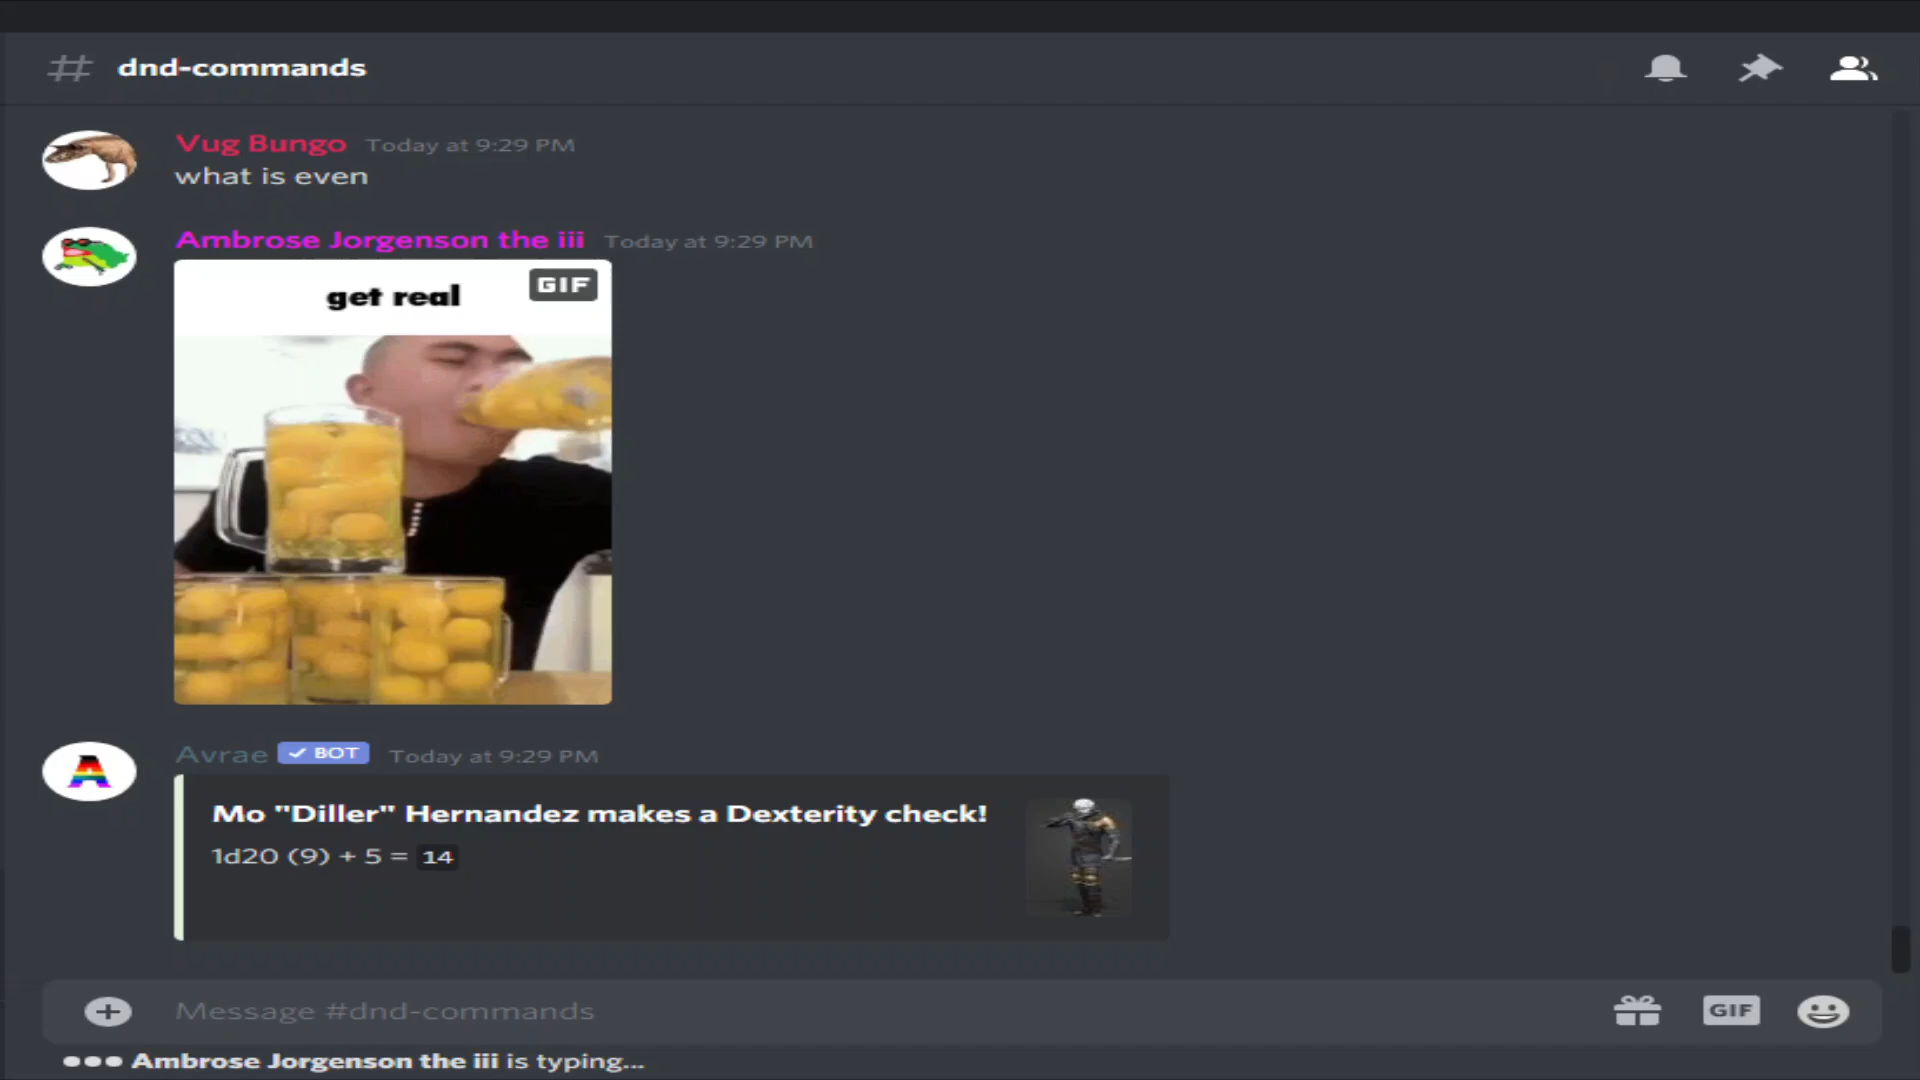 dnd-commands
Vug Bungo Today at 9:29 PM
what is even
Ambrose Jorgenson the iii Today at 9:29 PM
get real
GIF
Avrae BOT Today at 9:29 PM
A
Mo "Diller" Hernandez makes a Dexterity check!
1d20 (9) + 5 = 14
Message #dnd-commands
GIF
Ambrose Jorgenson the iii is typing...